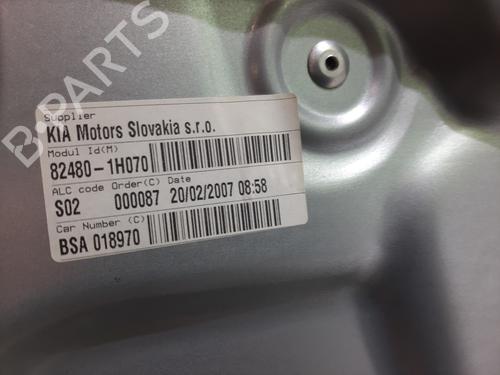 B-PARTS
Supplier
KIA Motors Slovakia s.r.o.
Modul Id(M)
82480-1H070
ALC code Order(C) Date
S02 000087 20/02/2007 08:58
Car Number (C)
BSA 018970